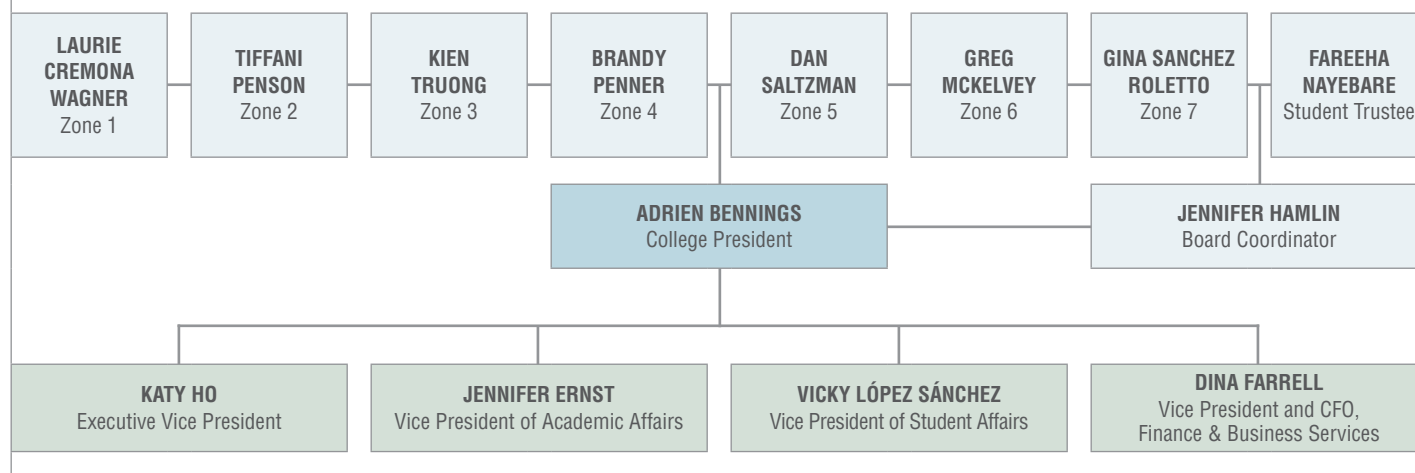 LAURIE
CREMONA
WAGNER
Zone 1
TIFFANI
PENSON
Zone 2
KIEN
TRUONG
Zone 3
BRANDY
PENNER
Zone 4
DAN
SALTZMAN
Zone 5
GREG
MCKELVEY
Zone 6
GINA SANCHEZ
ROLETTO
Zone 7
FAREEHA
NAYEBARE
Student Trustee
ADRIEN BENNINGS
College President
JENNIFER HAMLIN
Board Coordinator
KATY HO
Executive Vice President
JENNIFER ERNST
Vice President of Academic Affairs
VICKY LÓPEZ SÁNCHEZ
Vice President of Student Affairs
DINA FARRELL
Vice President and CFO,
Finance & Business Services